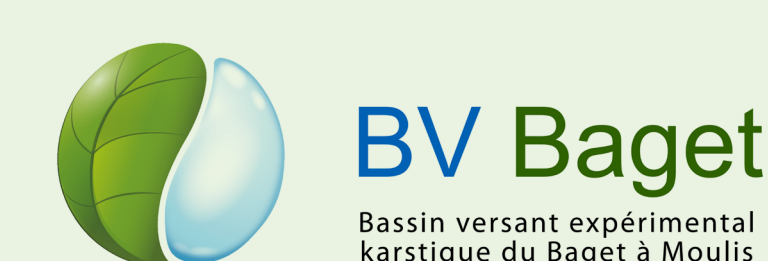 BV Baget
Bassin versant expérimental
karstique du Baget à Moulis